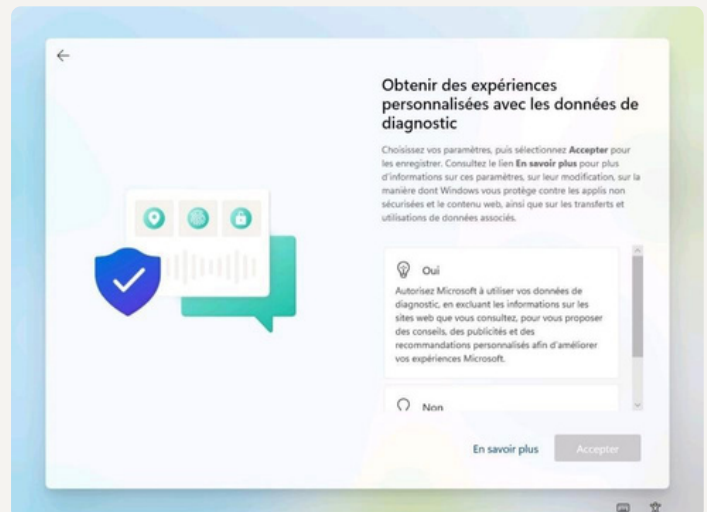 Obtenir des expériences
personnalisées avec les données de
diagnostic
Choisissez vos paramètres, puis sélectionnez Accepter pour
les enregistrer. Consultez le lien En savoir plus pour plus
d'informations sur ces paramètres, sur leur modification, sur la
manière dont Windows vous protège contre les applis non
sécurisées et le contenu web, ainsi que sur les transferts et
utilisations de données associés.
Oui
Autorisez Microsoft à utiliser vos données de
diagnostic, en excluant les informations sur les
sites web que vous consultez, pour vous proposer
des conseils, des publicités et des
recommandations personnalisés afin d'améliorer
vos expériences Microsoft.
Non
En savoir plus
Accepter